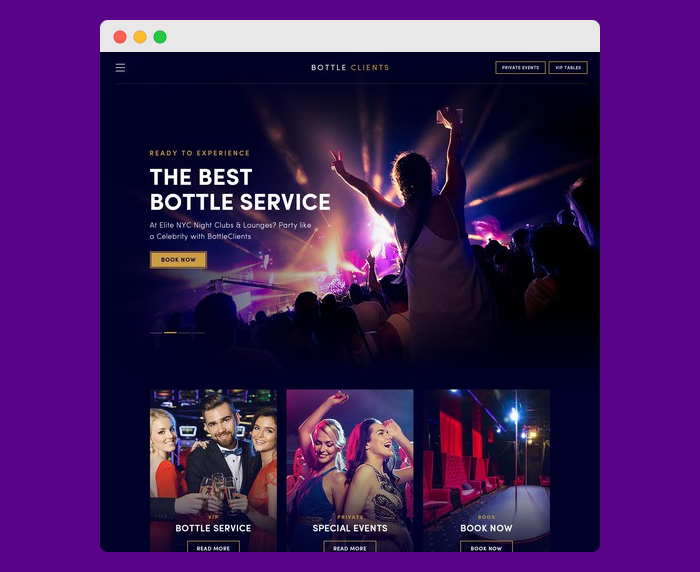 BOTTLE CLIENTS
PRIVATE EVENTS
VIP TABLES
READY TO EXPERIENCE
THE BEST
BOTTLE SERVICE
At Elite NYC Night Clubs & Lounges? Party like
a Celebrity with BottleClients
BOOK NOW
VIP
BOTTLE SERVICE
READ MORE
PRIVATE
SPECIAL EVENTS
READ MORE
BOOK
BOOK NOW
BOOK NOW